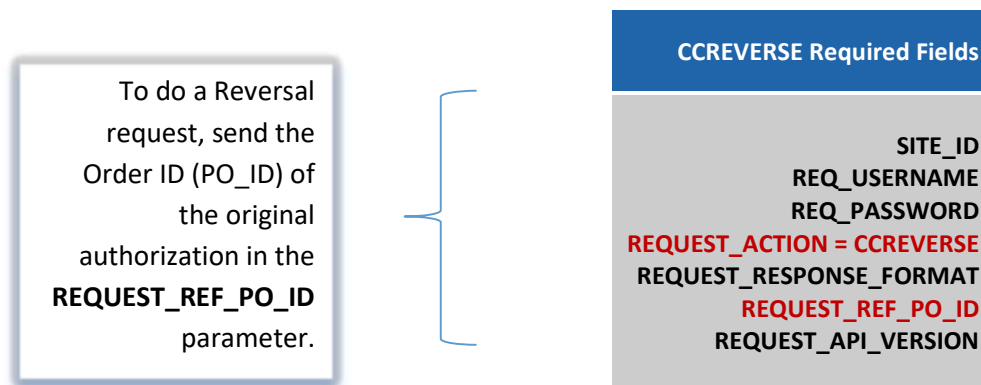 To do a Reversal
request, send the
Order ID (PO_ID) of
the original
authorization in the
REQUEST_REF_PO_ID
parameter.
CCREVERSE Required Fields
SITE_ID
REQ_USERNAME
REQ_PASSWORD
REQUEST_ACTION = CCREVERSE
REQUEST_RESPONSE_FORMAT
REQUEST_REF_PO_ID
REQUEST_API_VERSION